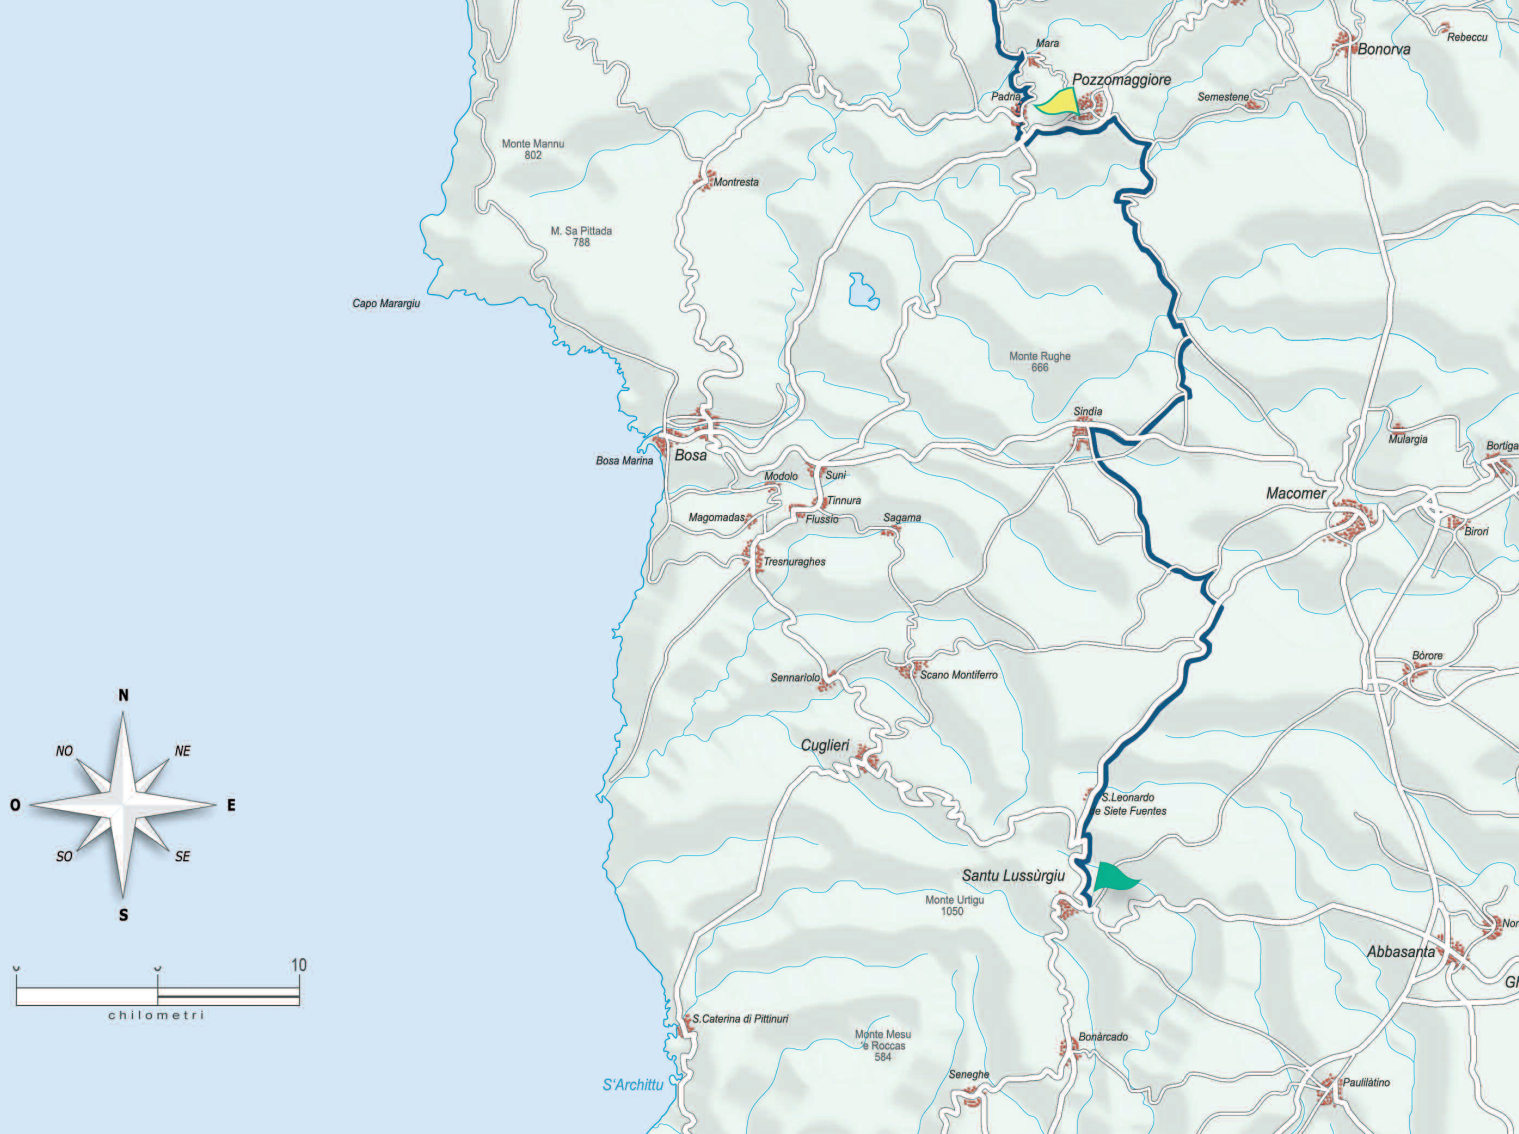 Mara
Bonorva
Rebeccu
Pozzomaggiore
Padria
Semestene
Monte Mannu
802
Montresta
M. Sa Pittada
788
Capo Marargiu
Monte Rughe
666
Sindia
Mulargia
Bortiga
Bosa Marina
Bosa
Modolo
Suni
Tinnura
Macomer
Magomadas
Flussio
Sagama
Birori
Tresnuraghes
Bòrore
Sennariolo
Scano Montiferro
N
NO
NE
Cuglieri
O
E
S.Leonardo
de Siete Fuentes
SO
SE
Santu Lussùrgiu
Monte Urtigu
1050
S
Nor
Abbasanta
10
Gh
chilometri
S.Caterina di Pittinuri
Monte Mesu
'e Roccas
584
Bonàrcado
Seneghe
S'Archittu
Paulilàtino